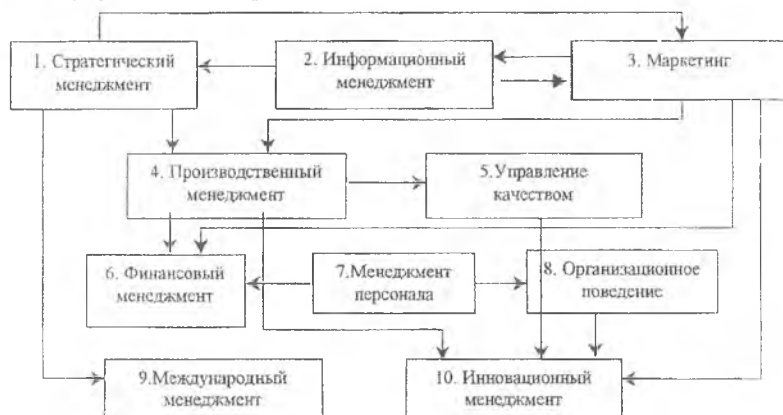 1. Стратегический
менеджмент
2. Информационный
менеджмент
3. Маркетинг
4. Производственный
менеджмент
5.Управление
качеством
6. Финансовый
менеджмент
7.Менеджмент
персонала
8. Организационное
поведение
9.Международный
менеджмент
10. Инновационный
менеджмент